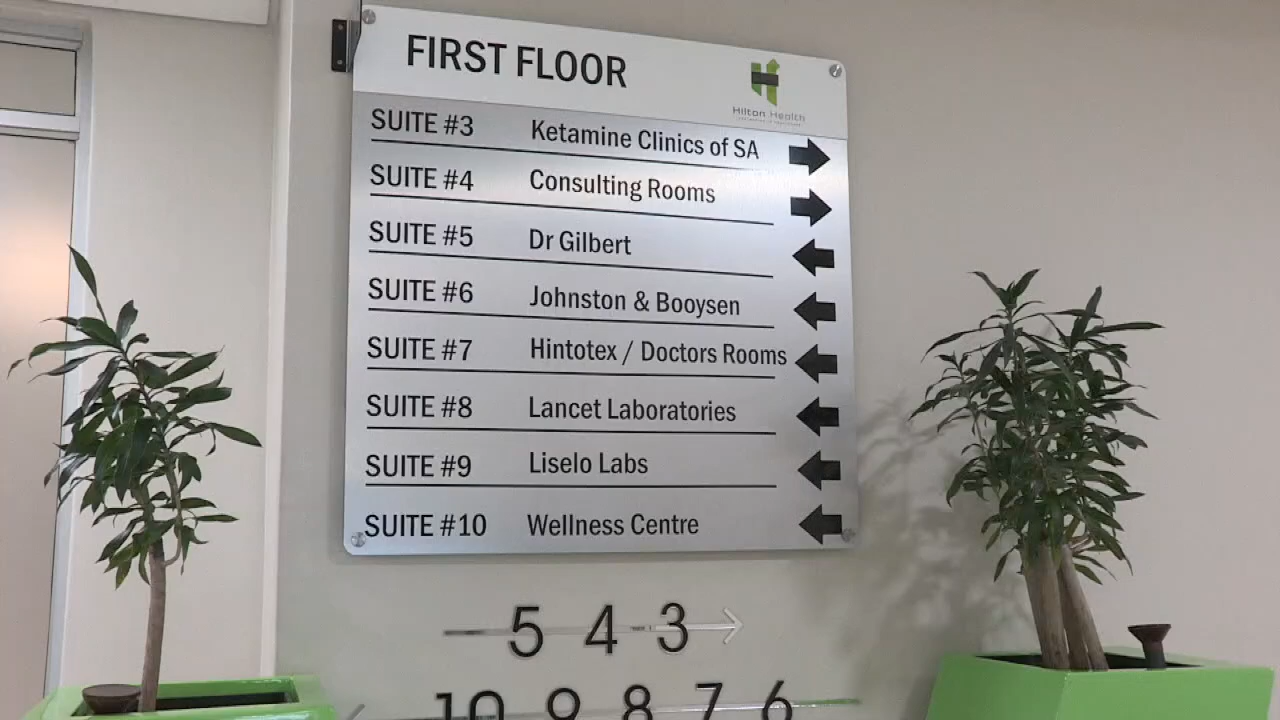 FIRST FLOOR
Hilton Health
SUITE #3 Ketamine Clinics of SA
SUITE #4 Consulting Rooms
SUITE #5 Dr Gilbert
SUITE #6 Johnston & Booysen
SUITE #7 Hintotex / Doctors Rooms
SUITE #8 Lancet Laboratories
SUITE #9 Liselo Labs
SUITE #10 Wellness Centre
5 4 3
10 9 8 7 6